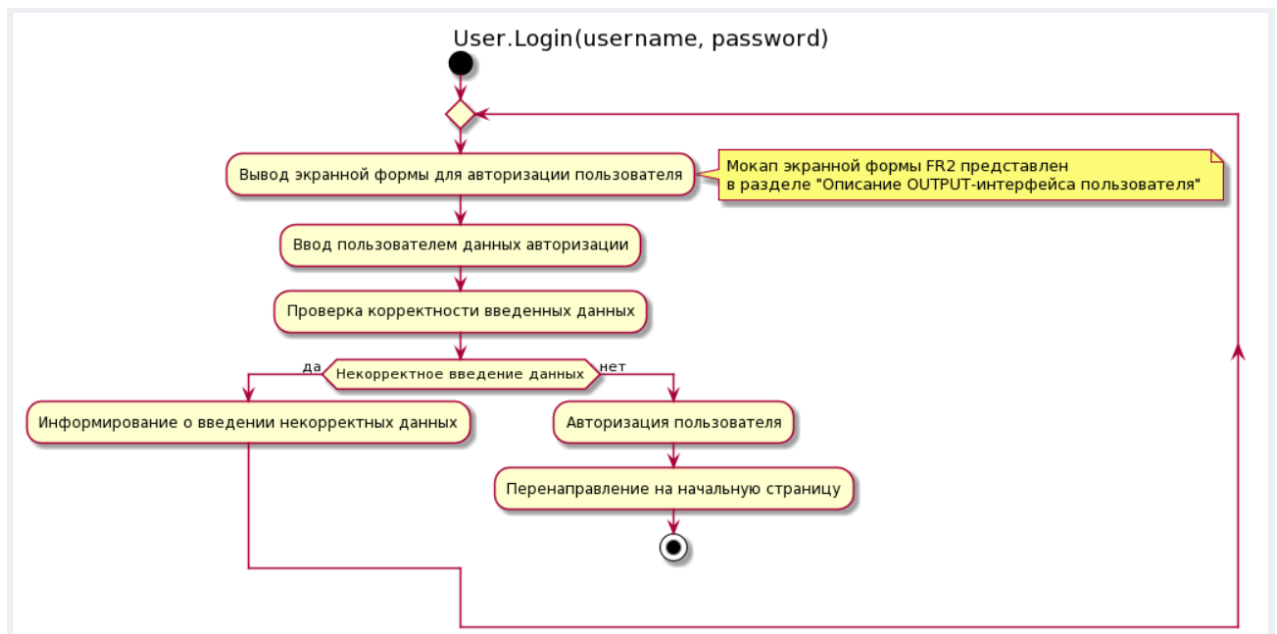 User.Login(username, password)
Вывод экранной формы для авторизации пользователя
Мокап экранной формы FR2 представлен
в разделе "Описание OUTPUT-интерфейса пользователя"
Ввод пользователем данных авторизации
Проверка корректности введенных данных
да
Некорректное введение данных
нет
Информирование о введении некорректных данных
Авторизация пользователя
Перенаправление на начальную страницу